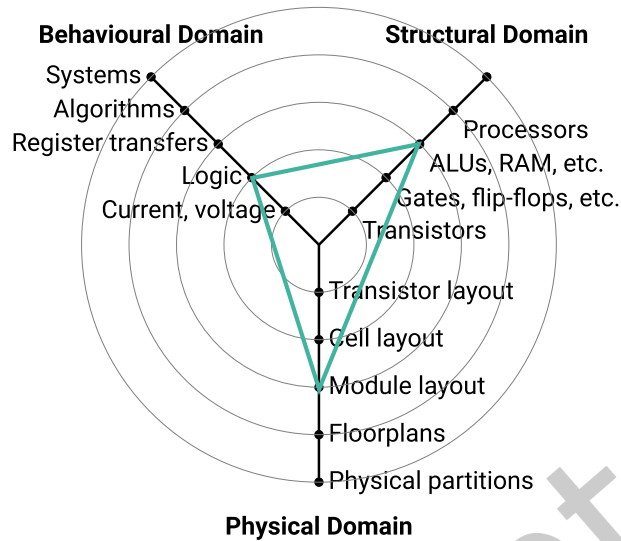 Behavioural Domain
Structural Domain
Systems
Algorithms
Register transfers
Logic
Current, voltage
Processors
ALUs, RAM, etc.
Gates, flip-flops, etc.
Transistors
Transistor layout
Cell layout
Module layout
Floorplans
Physical partitions
Physical Domain